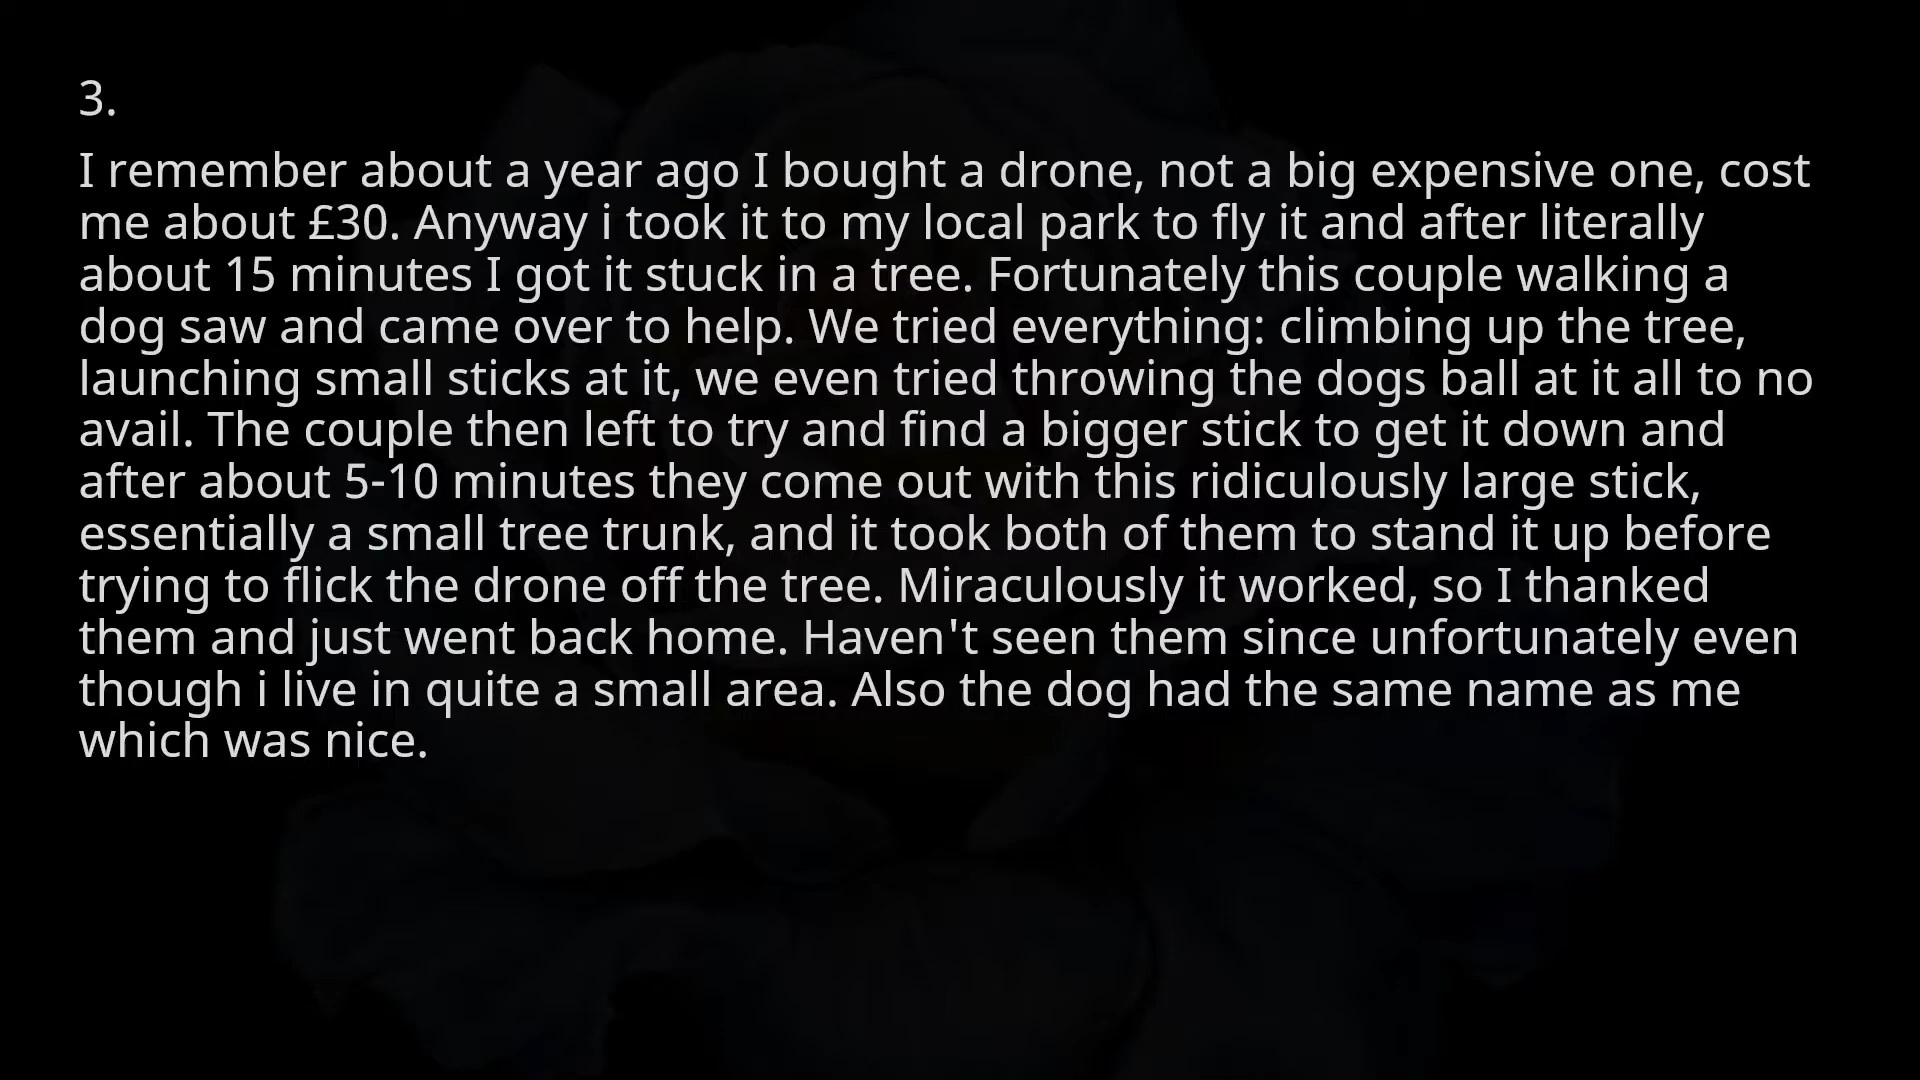 3.
I remember about a year ago I bought a drone, not a big expensive one, cost
me about £30. Anyway i took it to my local park to fly it and after literally
about 15 minutes I got it stuck in a tree. Fortunately this couple walking a
dog saw and came over to help. We tried everything: climbing up the tree,
launching small sticks at it, we even tried throwing the dogs ball at it all to no
avail. The couple then left to try and find a bigger stick to get it down and
after about 5-10 minutes they come out with this ridiculously large stick,
essentially a small tree trunk, and it took both of them to stand it up before
trying to flick the drone off the tree. Miraculously it worked, so I thanked
them and just went back home. Haven't seen them since unfortunately even
though i live in quite a small area. Also the dog had the same name as me
which was nice.